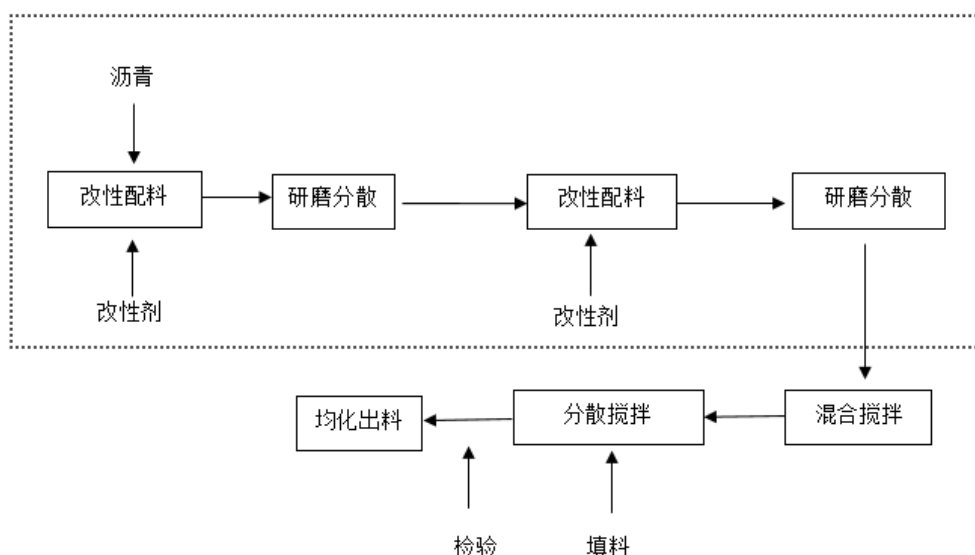 沥青
改性配料
研磨分散
改性配料
研磨分散
改性剂
改性剂
均化出料
分散搅拌
混合搅拌
检验
填料